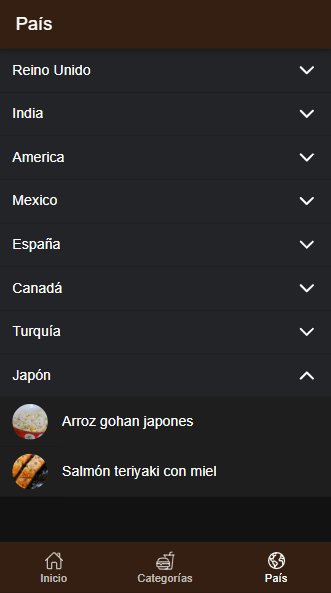 País
Reino Unido
India
America
Mexico
España
Canadá
Turquía
Japón
Arroz gohan japones
Salmón teriyaki con miel
Inicio
Categorías
País